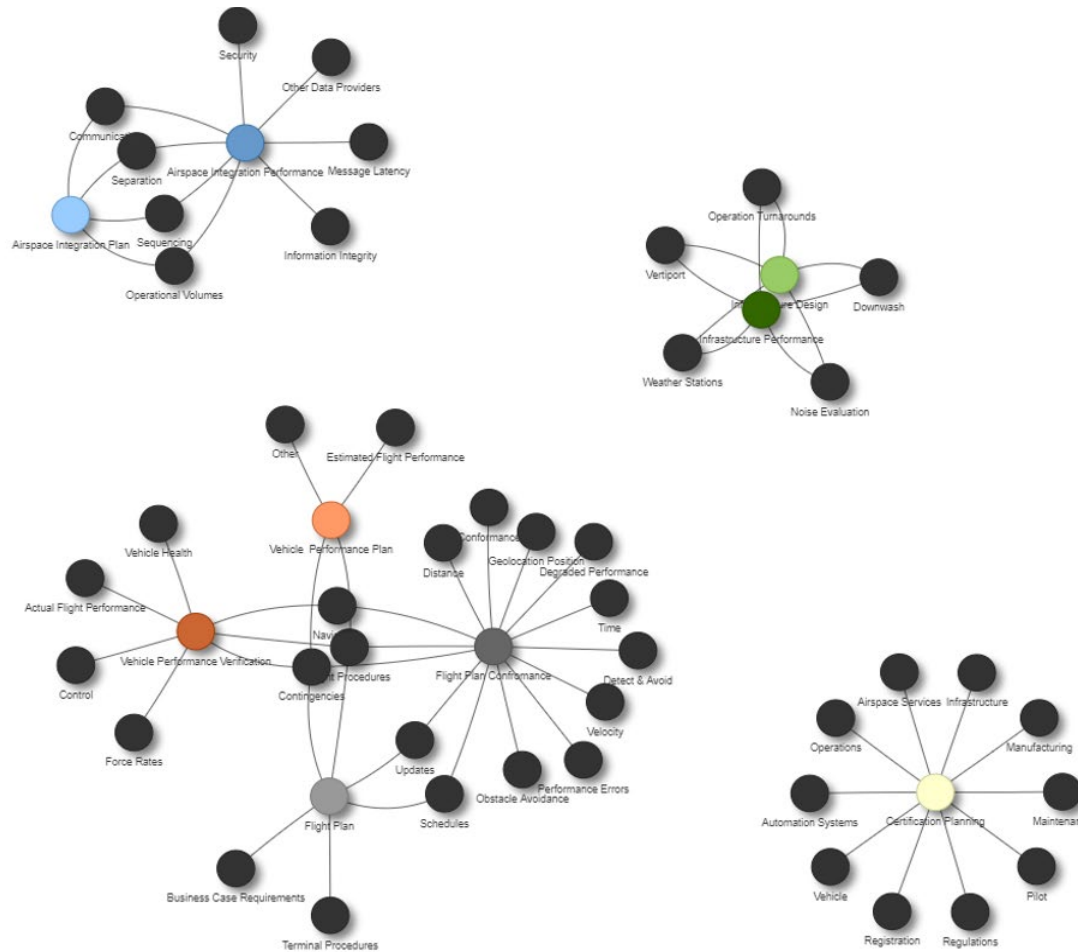 Security
Other Data Providers
Airspace Integration Performance
Message Latency
Separation
Airspace Integration Plan
Sequencing
Information Integrity
Operational Volumes
Operation Turnarounds
Vertiport
Design
Downwash
Infrastructure Performance
Weather Stations
Noise Evaluation
Other
Estimated Flight Performance
Vehicle Performance Plan
Vehicle Health
Conformance
Geolocation Position
Distance
Degraded Performance
Actual Flight Performance
Time
Vehicle Performance Verification
Procedures
Flight Plan Confromance
Detect & Avoid
Control
Contingencies
Velocity
Force Rates
Updates
Performance Errors
Obstacle Avoidance
Flight Plan
Schedules
Business Case Requirements
Terminal Procedures
Airspace Services
Infrastructure
Operations
Manufacturing
Automation Systems
Certification Planning
Vehicle
Pilot
Registration
Regulations